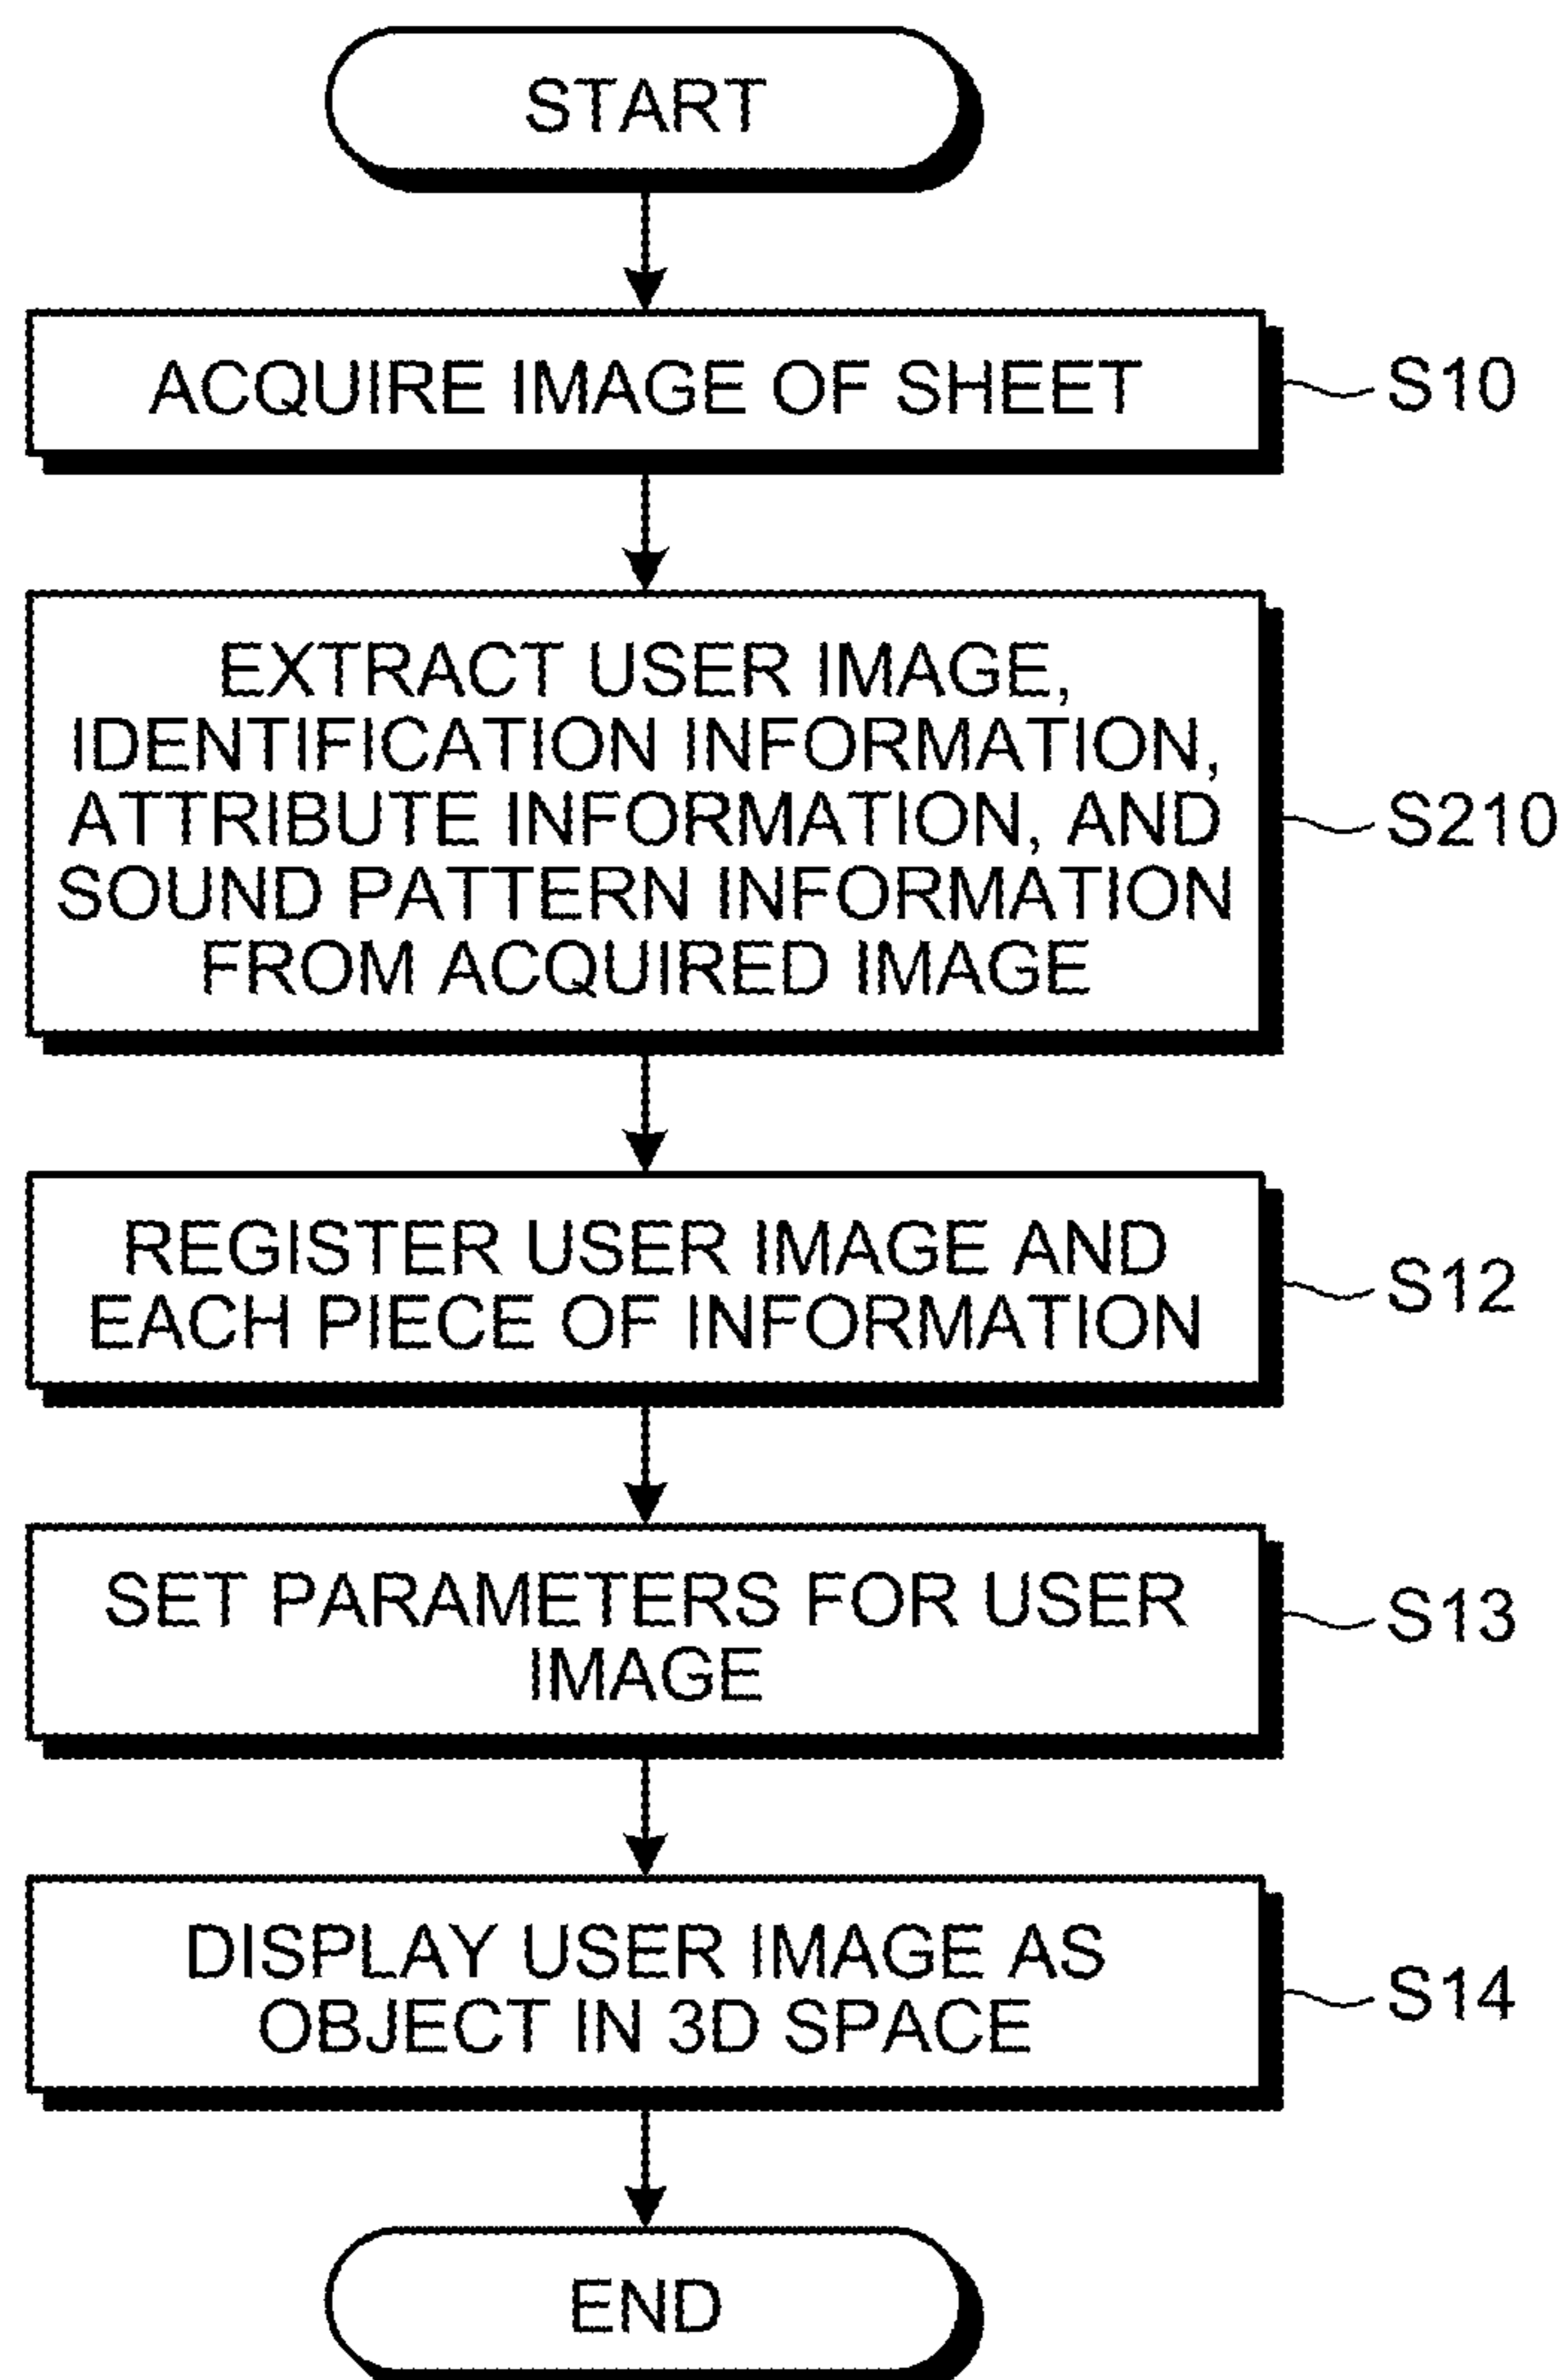 START
ACQUIRE IMAGE OF SHEET
S10
EXTRACT USER IMAGE,
IDENTIFICATION INFORMATION,
ATTRIBUTE INFORMATION, AND
SOUND PATTERN INFORMATION
FROM ACQUIRED IMAGE
S210
REGISTER USER IMAGE AND
EACH PIECE OF INFORMATION
S12
SET PARAMETERS FOR USER
IMAGE
S13
DISPLAY USER IMAGE AS
OBJECT IN 3D SPACE
S14
END